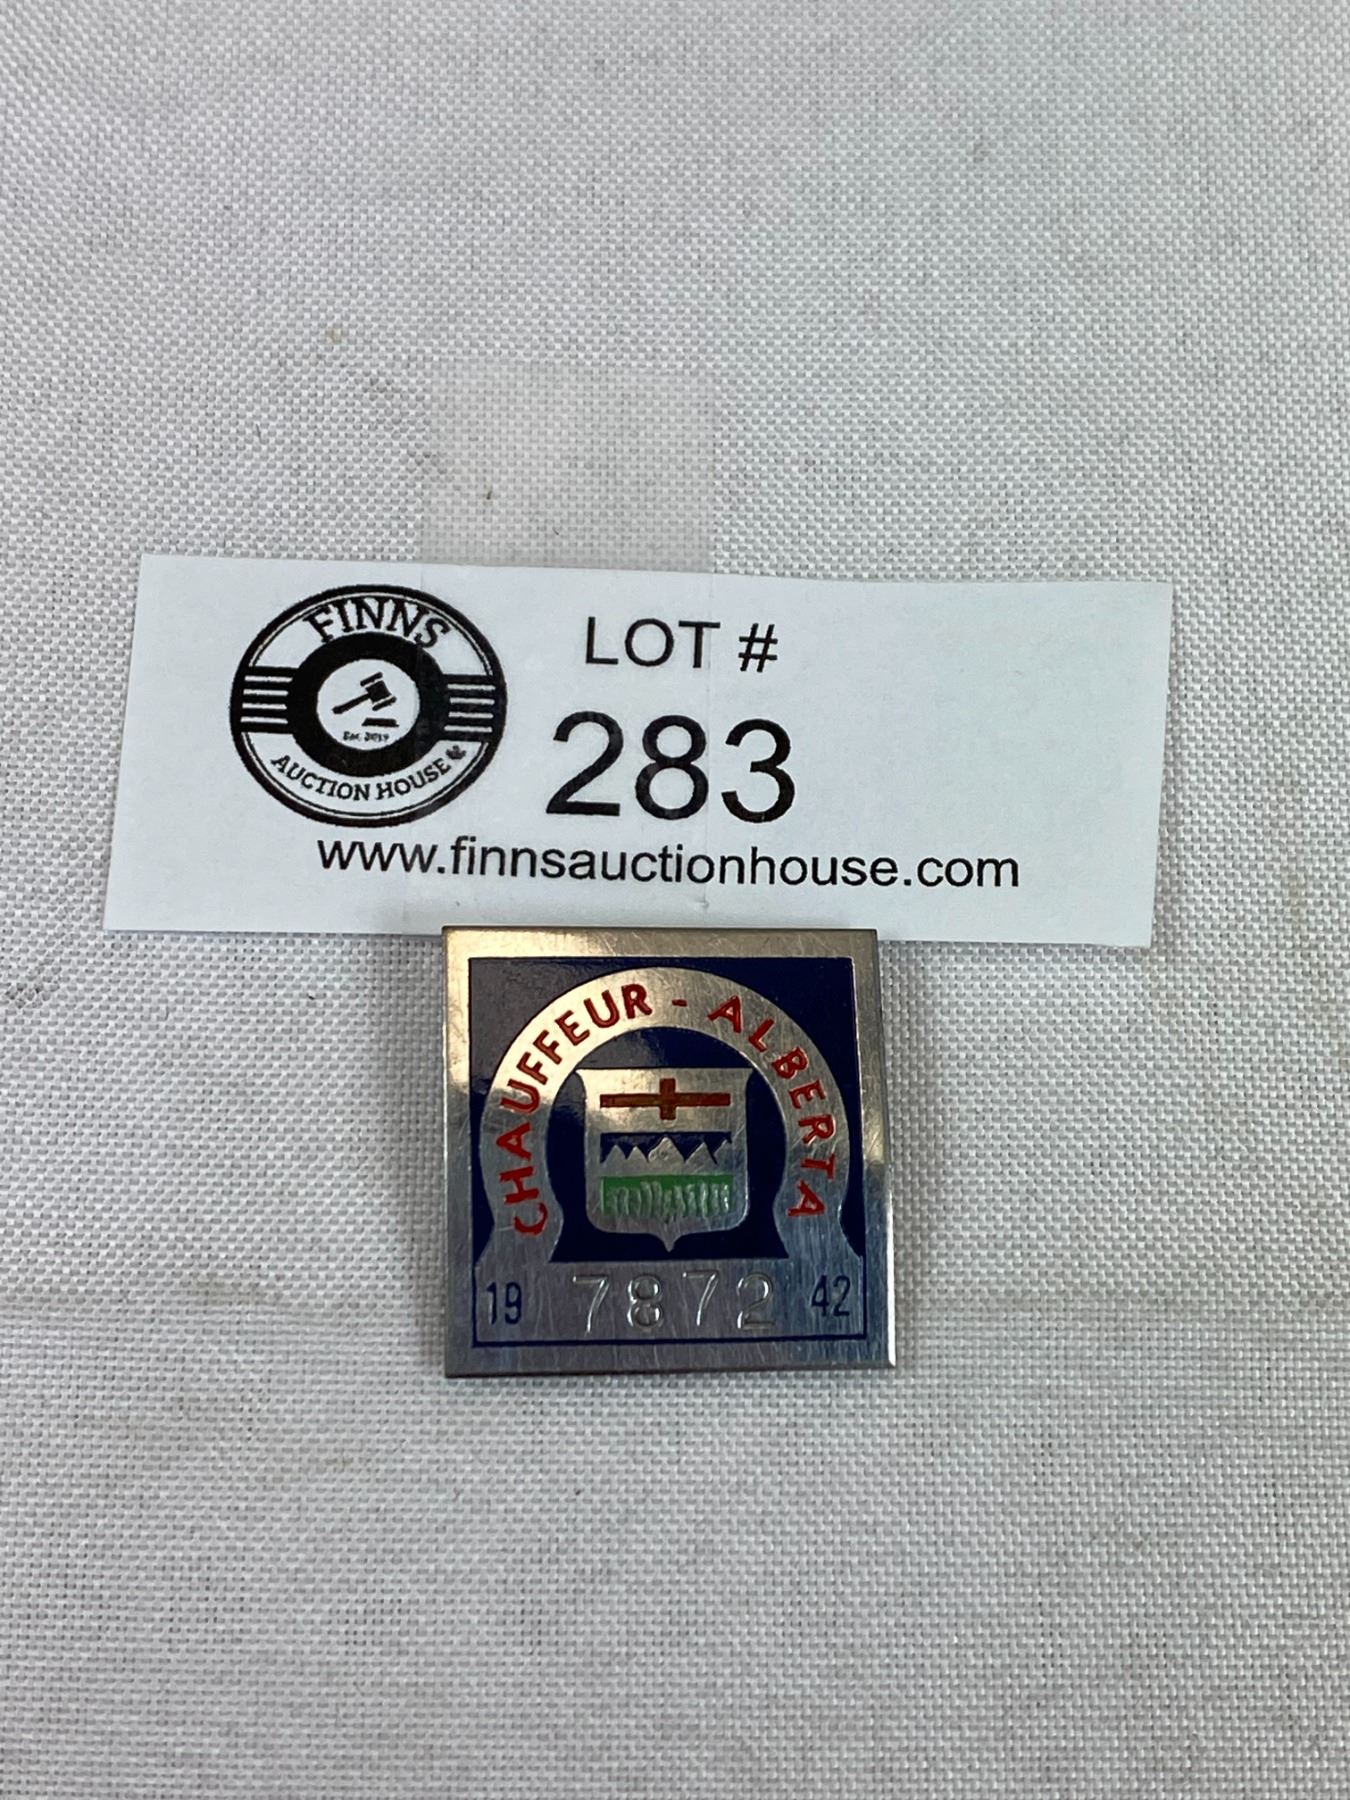 FINNS
Est. 2019
AUCTION HOUSE
LOT #
283
www.finnsauctionhouse.com
CHAUFFEUR - ALBERTA
19 7872 42